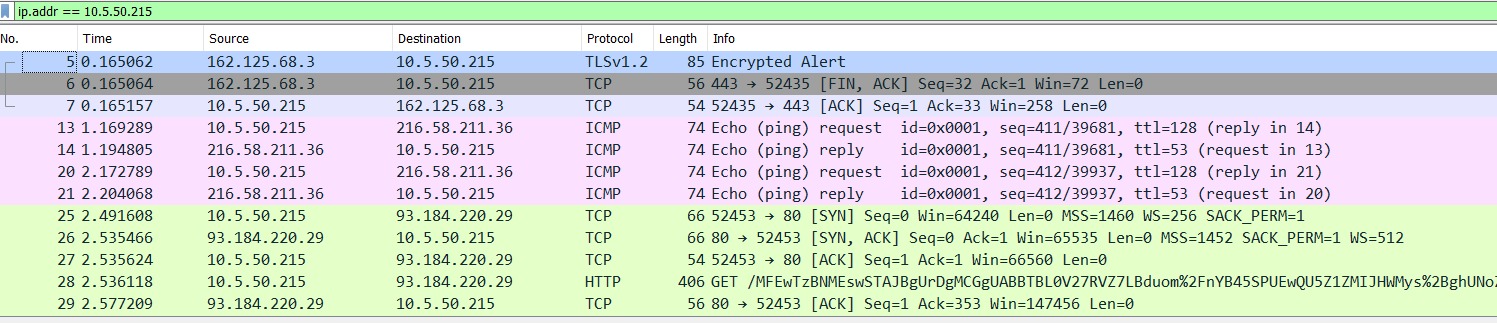 ip.addr == 10.5.50.215
No. Time Source Destination Protocol Length Info
5 0.165062 162.125.68.3 10.5.50.215 TLSv1.2 85 Encrypted Alert
6 0.165064 162.125.68.3 10.5.50.215 TCP 56 443 → 52435 [FIN, ACK] Seq=32 Ack=1 Win=72 Len=0
7 0.165157 10.5.50.215 162.125.68.3 TCP 54 52435 → 443 [ACK] Seq=1 Ack=33 Win=258 Len=0
13 1.169289 10.5.50.215 216.58.211.36 ICMP 74 Echo (ping) request id=0x0001, seq=411/39681, ttl=128 (reply in 14)
14 1.194805 216.58.211.36 10.5.50.215 ICMP 74 Echo (ping) reply id=0x0001, seq=411/39681, ttl=53 (request in 13)
20 2.172789 10.5.50.215 216.58.211.36 ICMP 74 Echo (ping) request id=0x0001, seq=412/39937, ttl=128 (reply in 21)
21 2.204068 216.58.211.36 10.5.50.215 ICMP 74 Echo (ping) reply id=0x0001, seq=412/39937, ttl=53 (request in 20)
25 2.491608 10.5.50.215 93.184.220.29 TCP 66 52453 → 80 [SYN] Seq=0 Win=64240 Len=0 MSS=1460 WS=256 SACK_PERM=1
26 2.535466 93.184.220.29 10.5.50.215 TCP 66 80 → 52453 [SYN, ACK] Seq=0 Ack=1 Win=65535 Len=0 MSS=1452 SACK_PERM=1 WS=512
27 2.535624 10.5.50.215 93.184.220.29 TCP 54 52453 → 80 [ACK] Seq=1 Ack=1 Win=66560 Len=0
28 2.536118 10.5.50.215 93.184.220.29 HTTP 406 GET /MFEwTzBNMEswSTAJBgUrDgMCGgUABBTBL0V27RVZ7LBduom%2FnYB45SPUEwQU5Z1ZMIJHWMys%2BghUNoZ
29 2.577209 93.184.220.29 10.5.50.215 TCP 56 80 → 52453 [ACK] Seq=1 Ack=353 Win=147456 Len=0